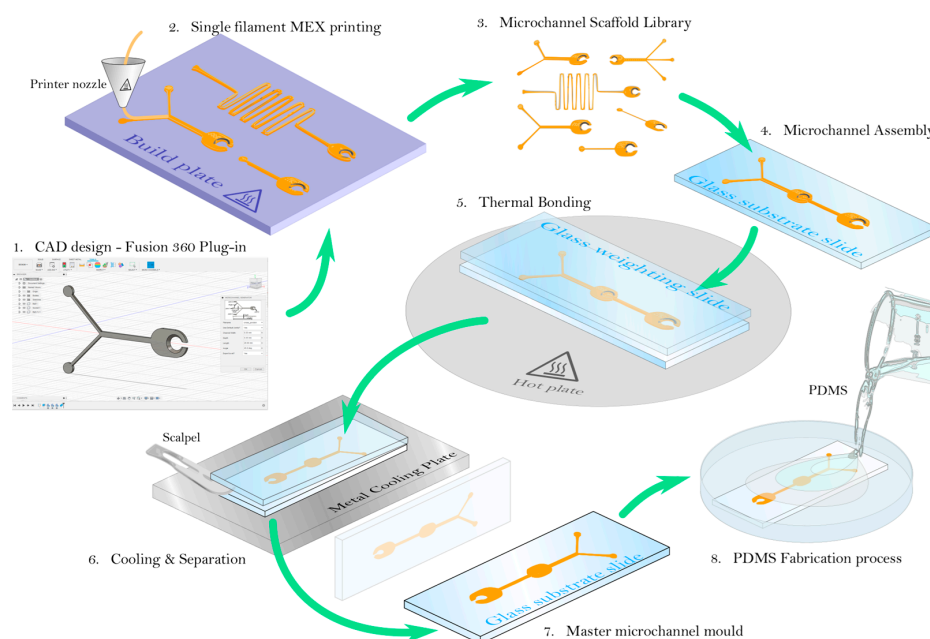 2. Single filament MEX printing
3. Microchannel Scaffold Library
Printer nozzle
Build plate
4. Microchannel Assembly
Glass substrate slide
5. Thermal Bonding
Glass weighting slide
Hot plate
1. CAD design - Fusion 360 Plug-in
PDMS
Scalpel
Metal Cooling Plate
6. Cooling & Separation
Glass substrate slide
7. Master microchannel mould
8. PDMS Fabrication process